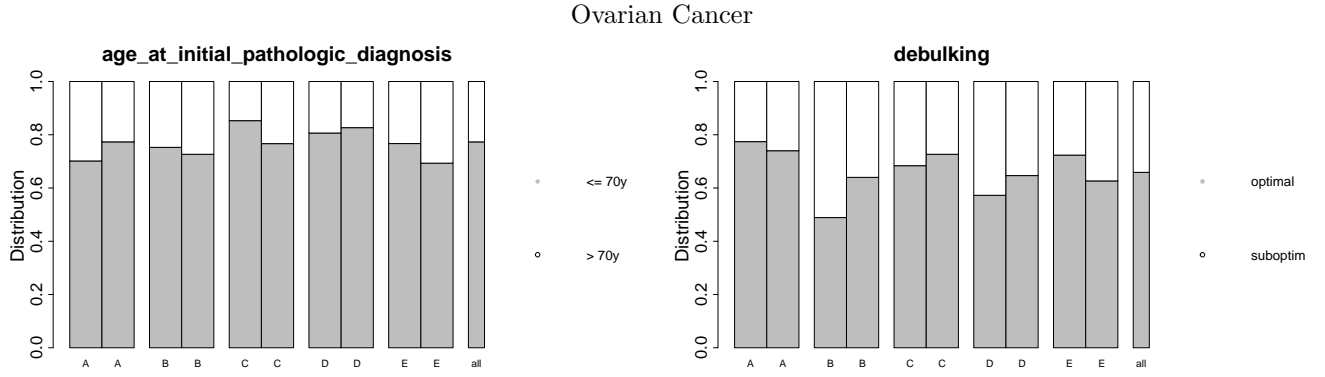 Ovarian Cancer
age_at_initial_pathologic_diagnosis
Distribution
0.0 0.2 0.4 0.6 0.8 1.0
A A B B C C D D E E all
<= 70y
> 70y
debulking
Distribution
0.0 0.2 0.4 0.6 0.8 1.0
A A B B C C D D E E all
optimal
suboptim